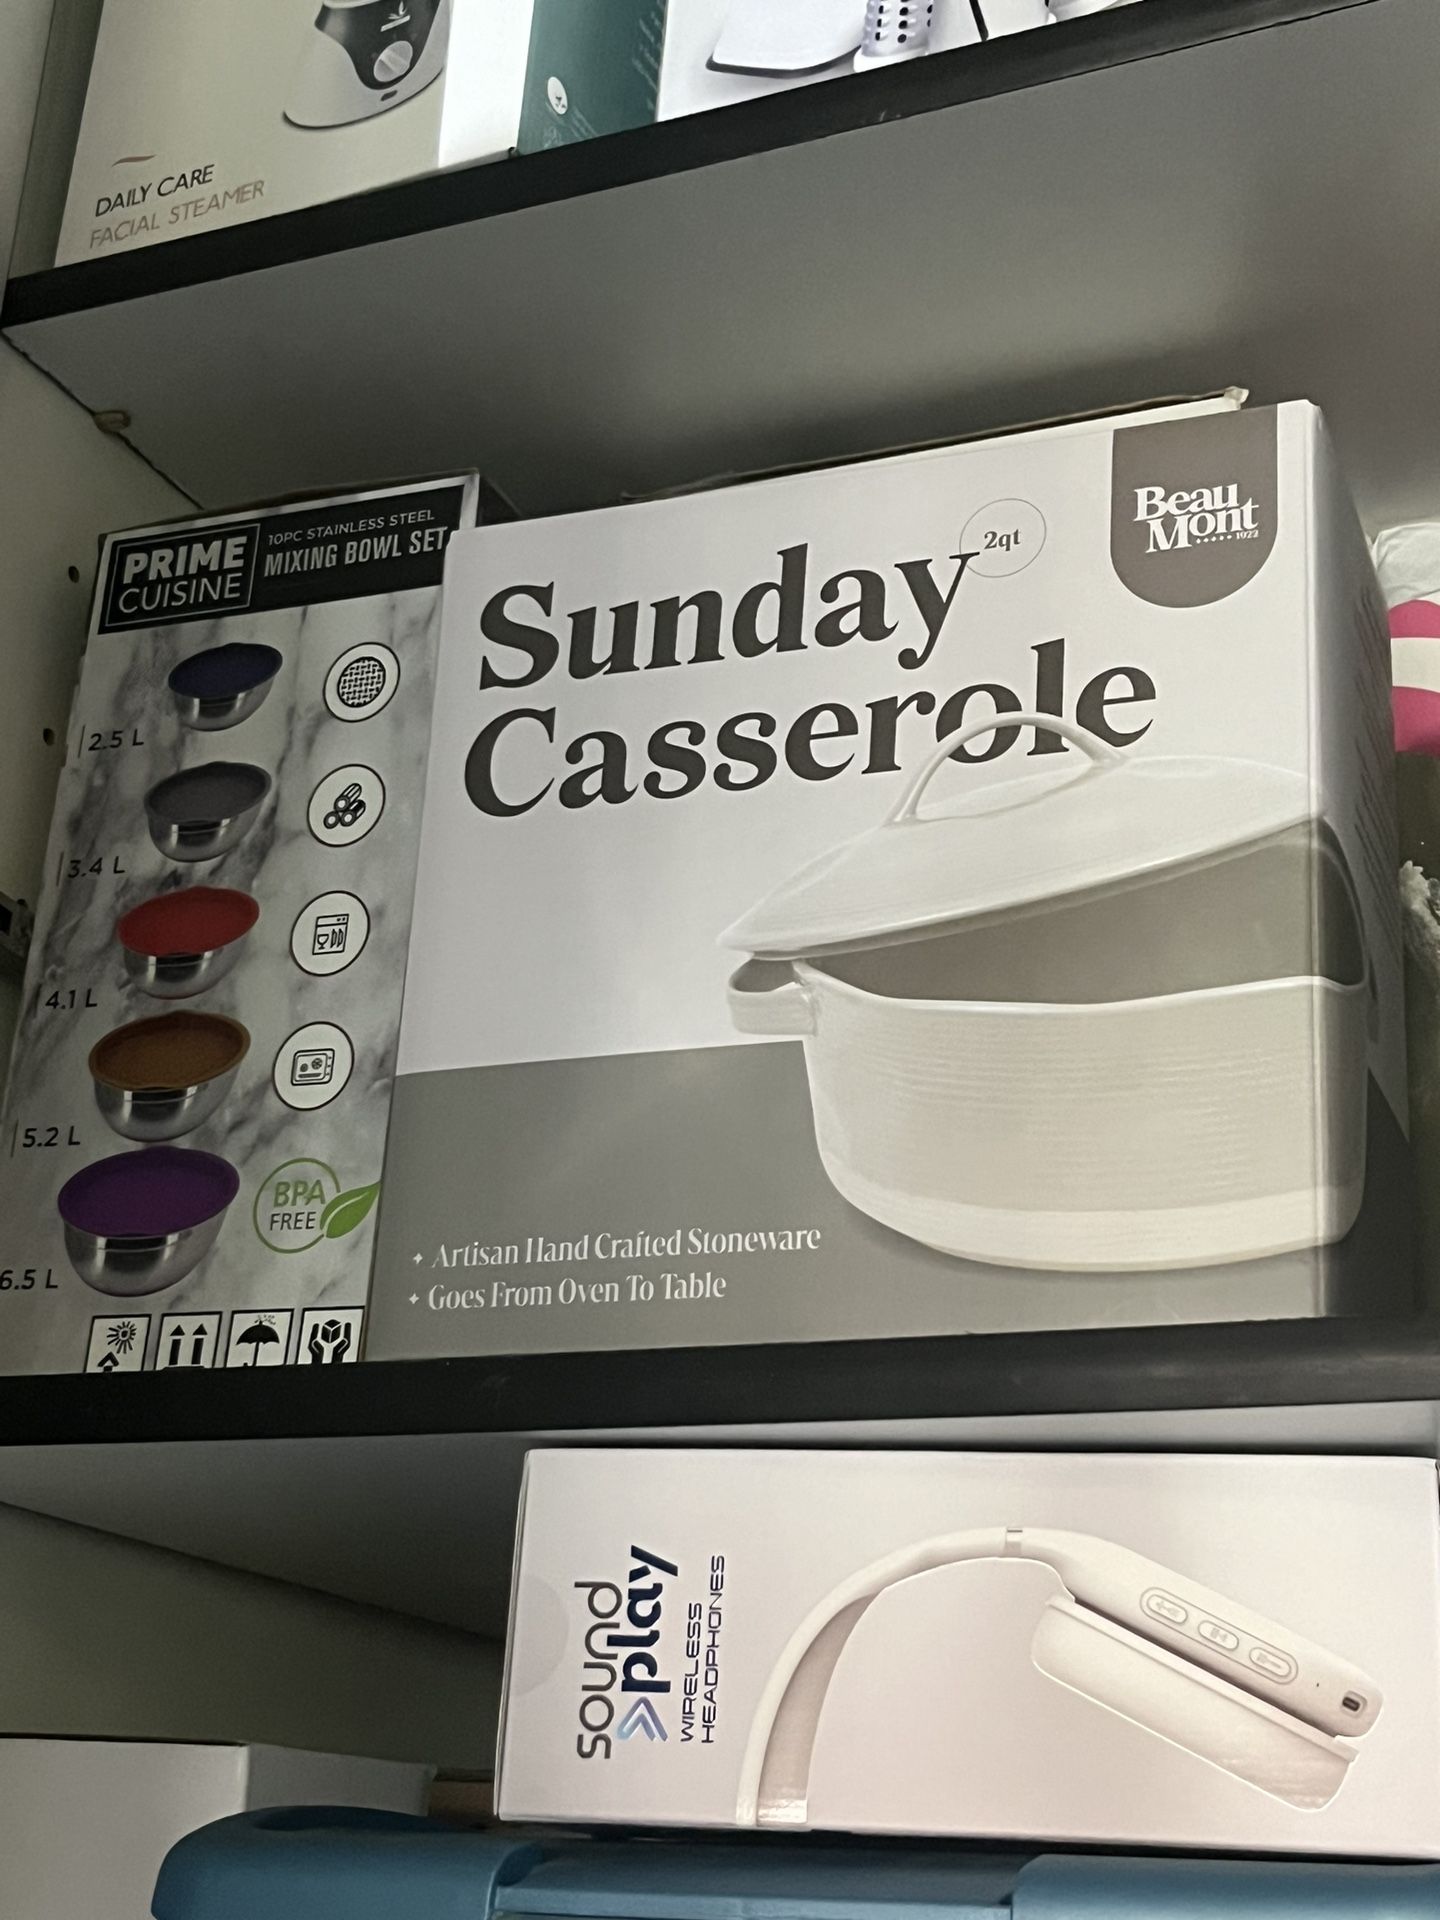 DAILY CARE
FACIAL STEAMER
PRIME
CUISINE
10PC STAINLESS STEEL
MIXING BOWL SET
2.5 L
3.4 L
4.1 L
5.2 L
6.5 L
BPA
FREE
Sunday
Casserole
2qt
Beau
Mont
1922
Artisan Hand Crafted Stoneware
Goes From Oven To Table
sound
play
WIRELESS
HEADPHONES